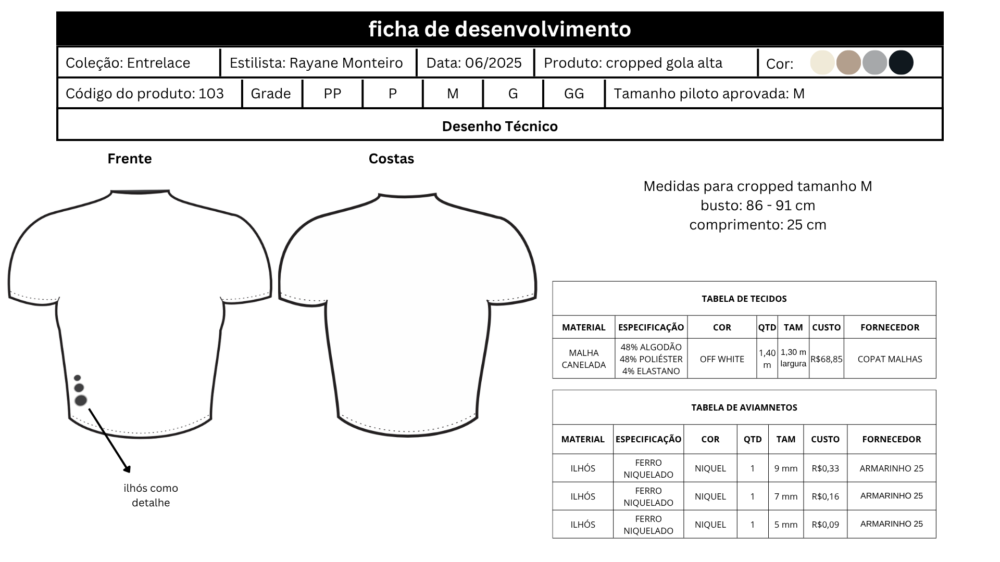 ficha de desenvolvimento
Coleção: Entrelace Estilista: Rayane Monteiro Data: 06/2025 Produto: cropped gola alta Cor:
Código do produto: 103 Grade PP P M G GG Tamanho piloto aprovada: M
Desenho Técnico
Frente Costas
Medidas para cropped tamanho M
busto: 86 - 91 cm
comprimento: 25 cm
TABELA DE TECIDOS
MATERIAL ESPECIFICAÇÃO COR QTD TAM CUSTO FORNECEDOR
MALHA CANELADA 48% ALGODÃO 48% POLIÉSTER 4% ELASTANO OFF WHITE 1,40 m 1,30 m largura R$68,85 COPAT MALHAS
TABELA DE AVIAMNETOS
MATERIAL ESPECIFICAÇÃO COR QTD TAM CUSTO FORNECEDOR
ILHÓS FERRO NIQUELADO NIQUEL 1 9 mm R$0,33 ARMARINHO 25
ILHÓS FERRO NIQUELADO NIQUEL 1 7 mm R$0,16 ARMARINHO 25
ILHÓS FERRO NIQUELADO NIQUEL 1 5 mm R$0,09 ARMARINHO 25
ilhós como
detalhe